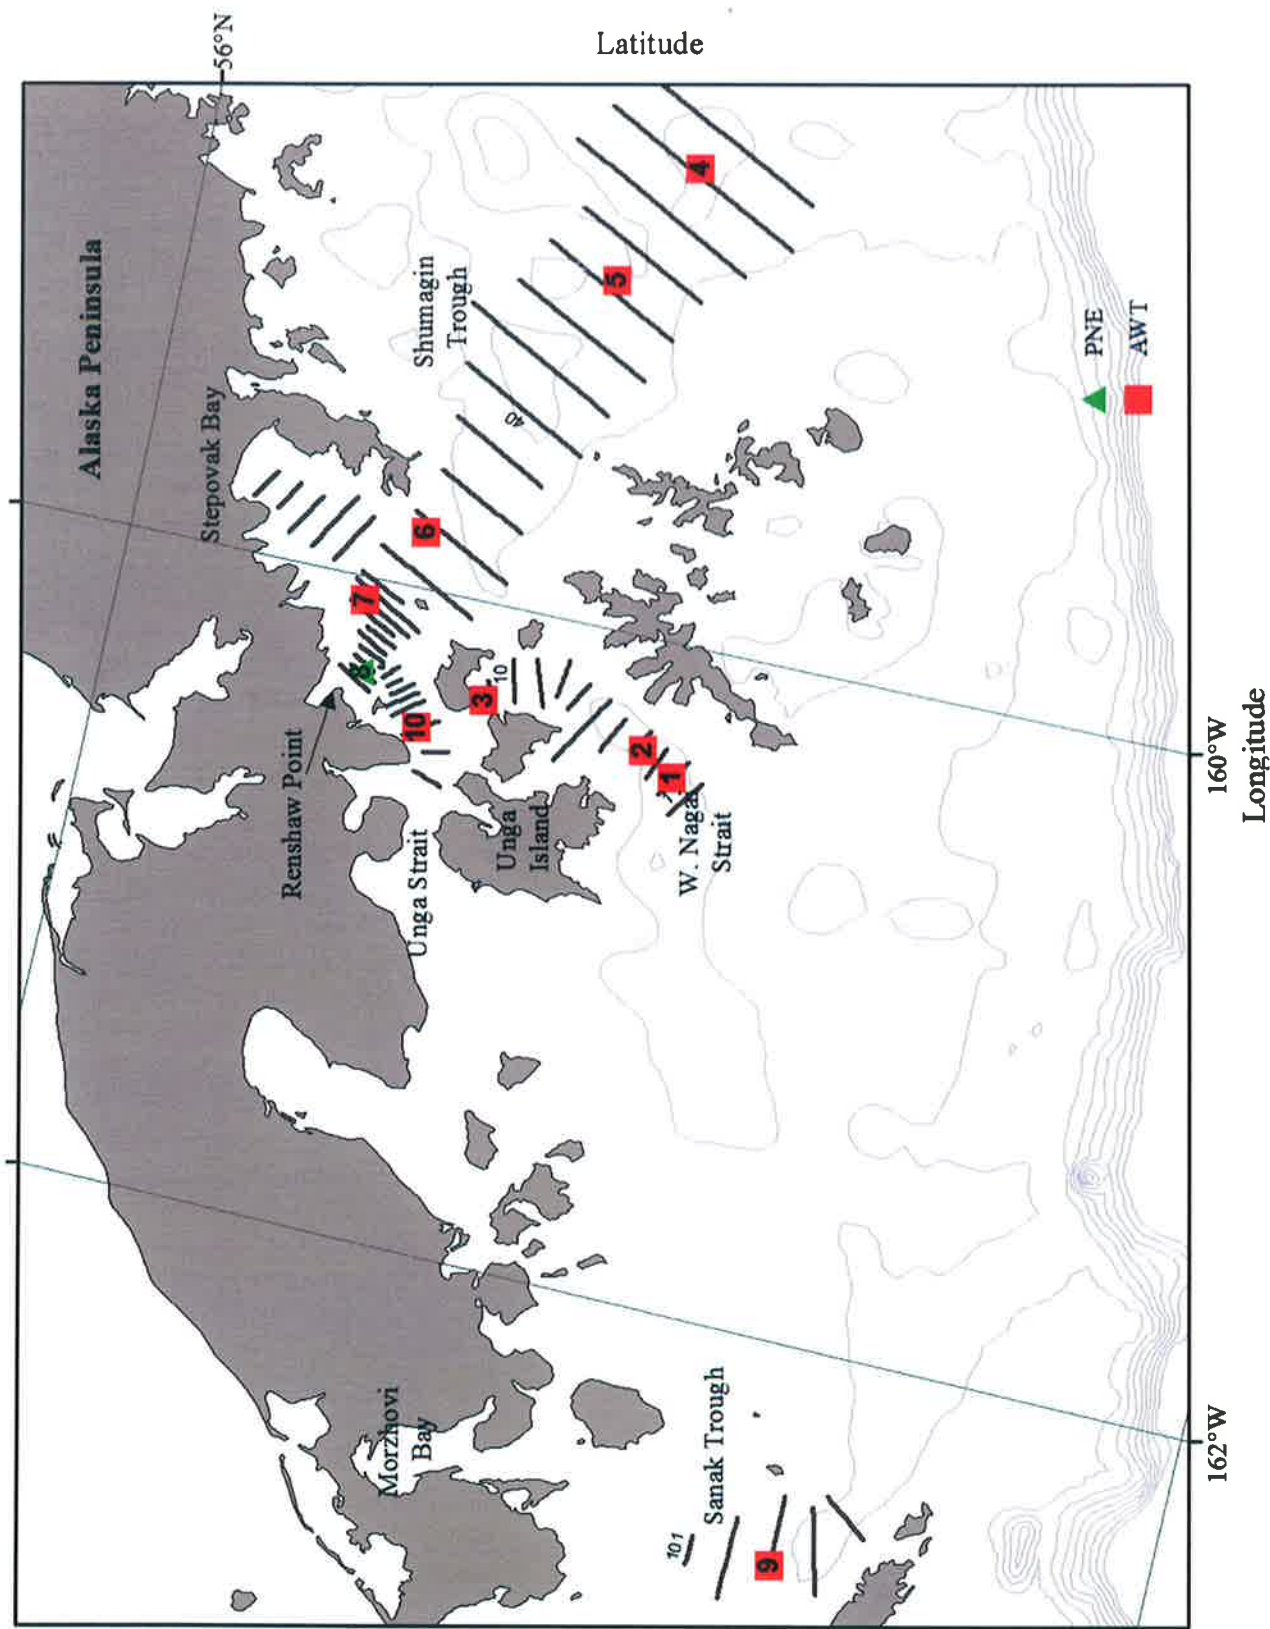 56°N
Latitude
Alaska Peninsula
Stepovak Bay
Shumagin
Trough
4
5
40
6
7
8
10
3
10
2
1
Renshaw Point
Unga Strait
Unga
Island
W. Naga
Strait
PNE
AWT
160°W
Longitude
Morzhovi
Bay
Sanak Trough
101
9
162°W